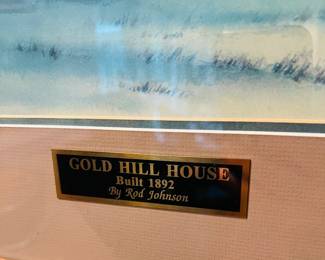 GOLD HILL HOUSE
Built 1892
By Rod Johnson